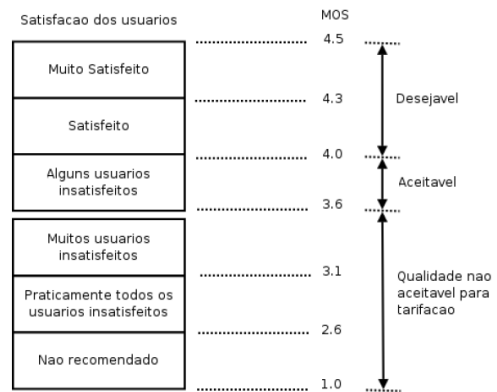 Satisfacao dos usuarios
MOS
4.5
Muito Satisfeito
4.3
Desejavel
Satisfeito
4.0
Alguns usuarios
insatisfeitos
Aceitavel
3.6
Muitos usuarios
insatisfeitos
3.1
Qualidade nao
aceitavel para
tarifacao
Praticamente todos os
usuarios insatisfeitos
2.6
Nao recomendado
1.0